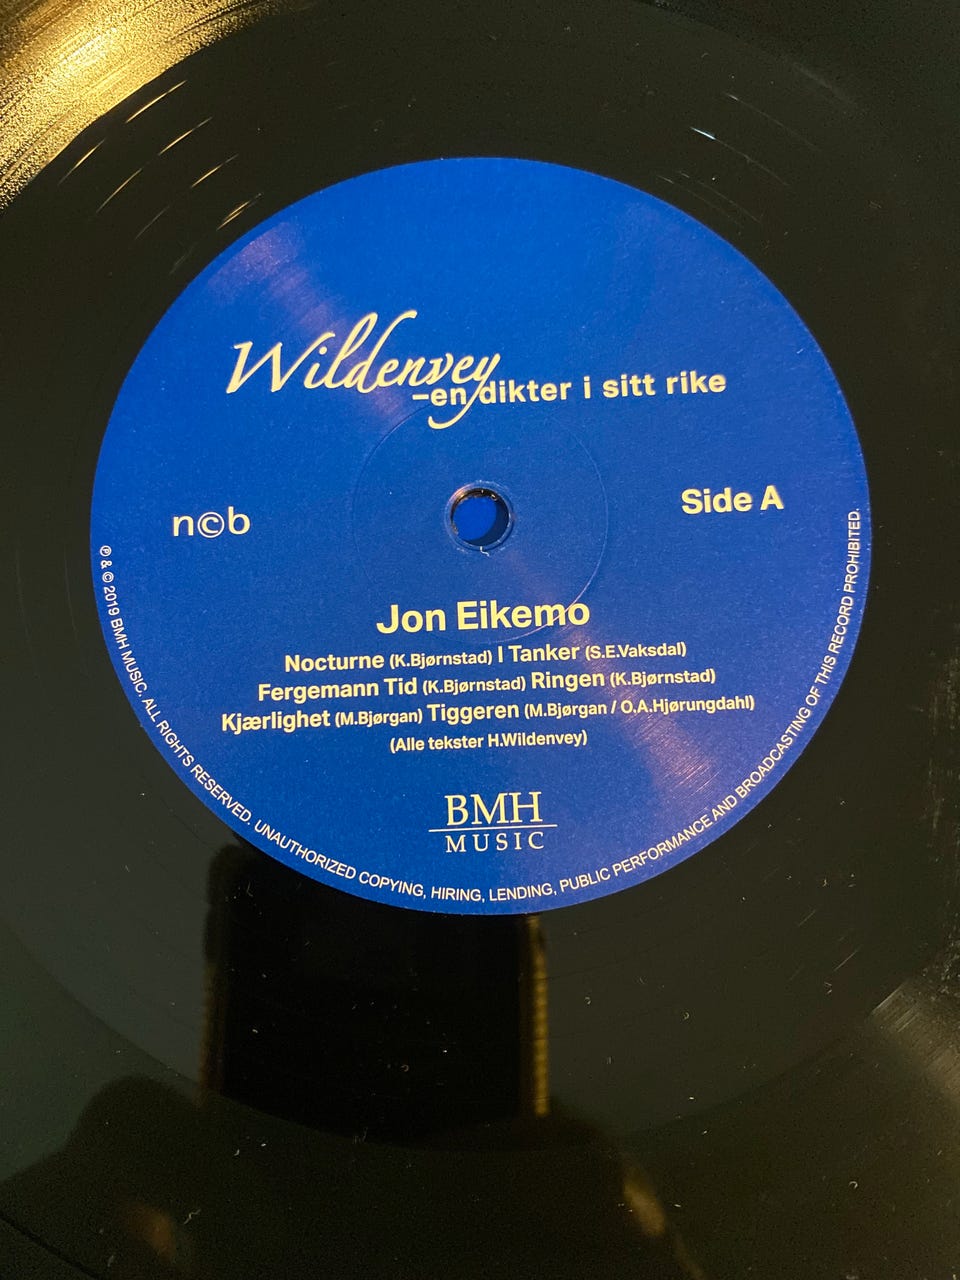 Wildenvey
–en dikter i sitt rike
n©b
Side A
Jon Eikemo
Nocturne (K.Bjørnstad) I Tanker (S.E.Vaksdal)
Fergemann Tid (K.Bjørnstad) Ringen (K.Bjørnstad)
Kjærlighet (M.Bjørgan) Tiggeren (M.Bjørgan / O.A.Hjørungdahl)
(Alle tekster H.Wildenvey)
BMH
MUSIC
℗ & © 2019 BMH MUSIC. ALL RIGHTS RESERVED. UNAUTHORIZED COPYING, HIRING, LENDING, PUBLIC PERFORMANCE AND BROADCASTING OF THIS RECORD PROHIBITED.